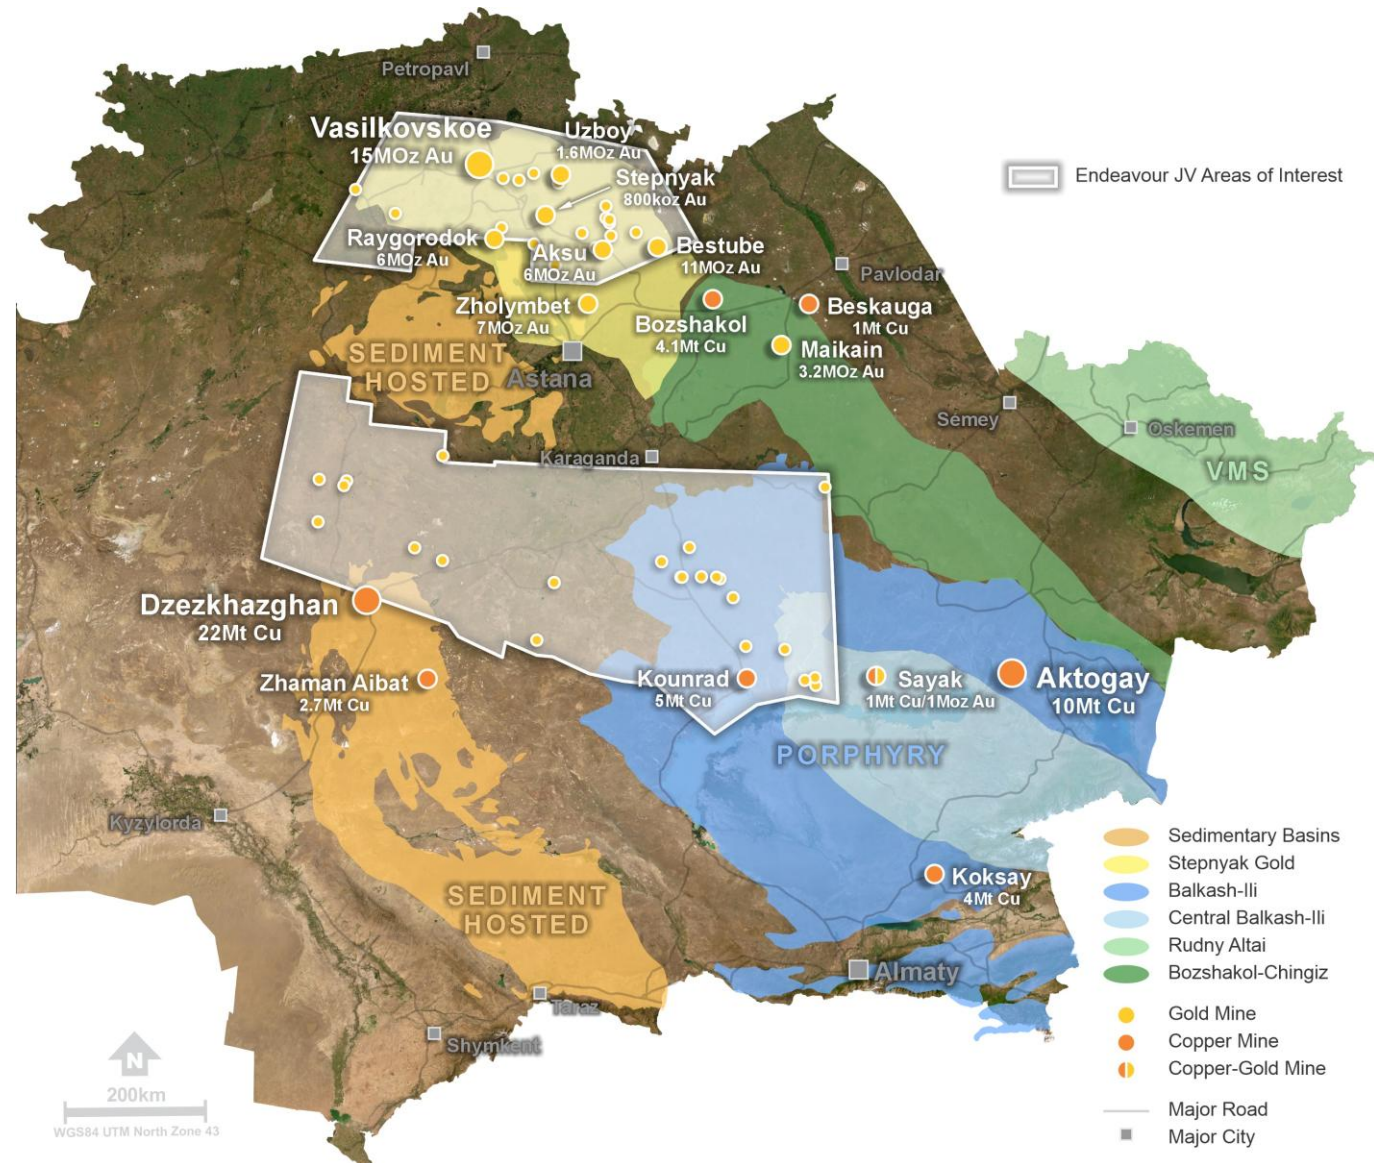 Petropavl
Vasilkovskoe
15MOz Au
Uzboy
1.6MOz Au
Stepnyak
800koz Au
Endeavour JV Areas of Interest
Raygorodok
6MOz Au
Aksu
6MOz Au
Bestube
11MOz Au
Pavlodar
Zholymbet
7MOz Au
Bozshakol
4.1Mt Cu
Beskauga
1Mt Cu
Maikain
3.2MOz Au
SEDIMENT
HOSTED
Astana
Semey
Oskemen
VMS
Karaganda
Dzezkhazghan
22Mt Cu
Zhaman Aibat
2.7Mt Cu
Kounrad
5Mt Cu
Sayak
1Mt Cu/1Moz Au
Aktogay
10Mt Cu
PORPHYRY
Kyzylorda
SEDIMENT
HOSTED
Koksay
4Mt Cu
Almaty
Taraz
Shymkent
Sedimentary Basins
Stepnyak Gold
Balkash-Ili
Central Balkash-Ili
Rudny Altai
Bozshakol-Chingiz
Gold Mine
Copper Mine
Copper-Gold Mine
Major Road
Major City
N
200km
WGS84 UTM North Zone 43